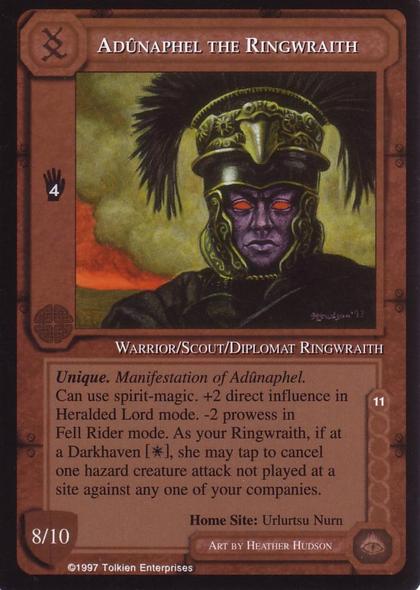 ADÛNAPHEL THE RINGWRAITH
4
WARRIOR/SCOUT/DIPLOMAT RINGWRAITH
Unique. Manifestation of Adûnaphel.
Can use spirit-magic. +2 direct influence in
Heralded Lord mode. -2 prowess in
Fell Rider mode. As your Ringwraith, if at
a Darkhaven [✶], she may tap to cancel
one hazard creature attack not played at a
site against any one of your companies.
11
Home Site: Urlurtsu Nurn
8/10
ART BY HEATHER HUDSON
©1997 Tolkien Enterprises